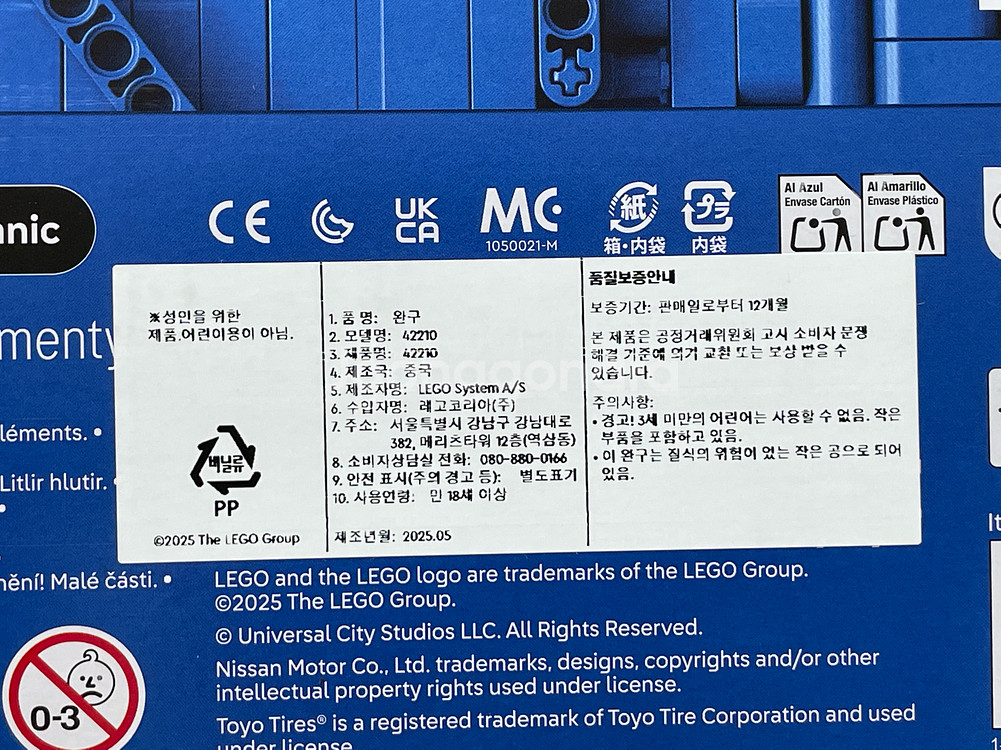 nnic
CE
UK
CA
MC
1050021-M
紙
箱・内袋
プラ
内袋
Al Azul
Envase Cartón
Al Amarillo
Envase Plástico
menty
léments. •
Litlir hlutir.
nění! Malé části. •
0-3
※성인을 위한
제품.어린이용이 아님.
비닐류
PP
©2025 The LEGO Group
1. 품 명: 완구
2. 모델명: 42210
3. 제품명: 42210
4. 제조국: 중국
5. 제조자명: LEGO System A/S
6. 수입자명: 레고코리아(주)
7. 주소: 서울특별시 강남구 강남대로
382, 메리츠타워 12층(역삼동)
8. 소비자상담실 전화: 080-880-0166
9. 안전 표시(주의 경고 등): 별도표기
10. 사용연령: 만 18세 이상
제조년월: 2025.05
품질보증안내
보증기간: 판매일로부터 12개월
본 제품은 공정거래위원회 고시 소비자 분쟁
해결 기준에 의거 교환 또는 보상 받을 수
있습니다.
주의사항:
• 경고! 3세 미만의 어린이는 사용할 수 없음. 작은
부품을 포함하고 있음.
• 이 완구는 질식의 위험이 있는 작은 공으로 되어
있음.
LEGO and the LEGO logo are trademarks of the LEGO Group.
©2025 The LEGO Group.
© Universal City Studios LLC. All Rights Reserved.
Nissan Motor Co., Ltd. trademarks, designs, copyrights and/or other
intellectual property rights used under license.
Toyo Tires® is a registered trademark of Toyo Tire Corporation and used
under license.
It